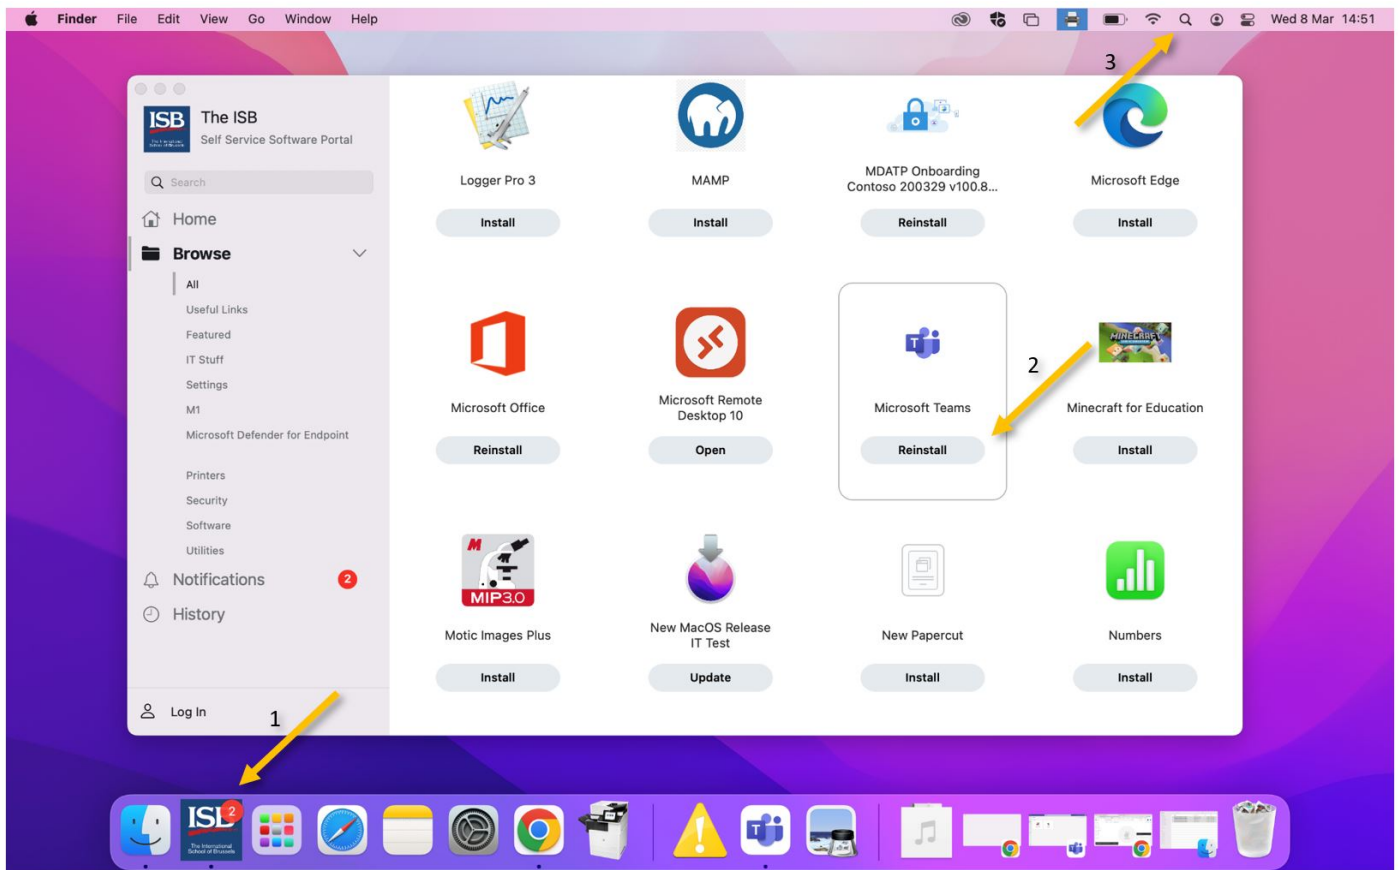 Finder File Edit View Go Window Help
Wed 8 Mar 14:51
3
ISB
The ISB
Self Service Software Portal
Search
Home
Browse
All
Useful Links
Featured
IT Stuff
Settings
M1
Microsoft Defender for Endpoint
Printers
Security
Software
Utilities
Notifications 2
History
Log In
1
Logger Pro 3
Install
MAMP
Install
MDATP Onboarding
Contoso 200329 v100.8...
Reinstall
Microsoft Edge
Install
Microsoft Office
Reinstall
Microsoft Remote
Desktop 10
Open
T
Microsoft Teams
Reinstall
2
MINECRAFT
Minecraft for Education
Install
M
MIP3.0
Motic Images Plus
Install
New MacOS Release
IT Test
Update
New Papercut
Install
Numbers
Install
ISB
2
The International
School of Brussels
T